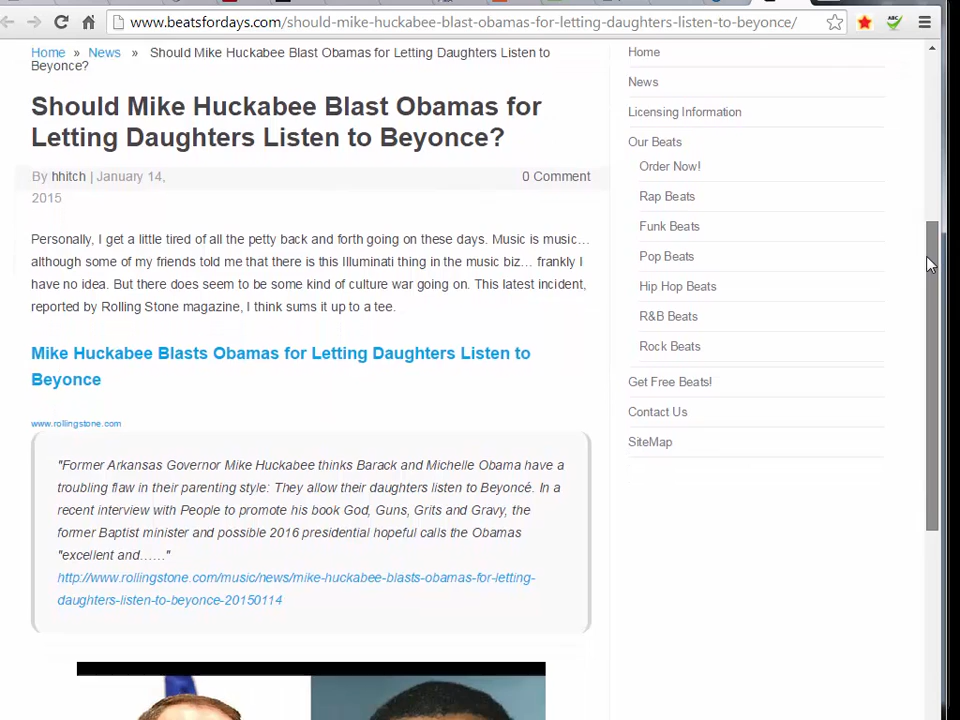 www.beatsfordays.com/should-mike-huckabee-blast-obamas-for-letting-daughters-listen-to-beyonce/
ABC
Home » News » Should Mike Huckabee Blast Obamas for Letting Daughters Listen to
Beyonce?
Should Mike Huckabee Blast Obamas for
Letting Daughters Listen to Beyonce?
By hhitch | January 14,
2015
0 Comment
Personally, I get a little tired of all the petty back and forth going on these days. Music is music…
although some of my friends told me that there is this Illuminati thing in the music biz… frankly I
have no idea. But there does seem to be some kind of culture war going on. This latest incident,
reported by Rolling Stone magazine, I think sums it up to a tee.
Mike Huckabee Blasts Obamas for Letting Daughters Listen to
Beyonce
www.rollingstone.com
"Former Arkansas Governor Mike Huckabee thinks Barack and Michelle Obama have a
troubling flaw in their parenting style: They allow their daughters listen to Beyoncé. In a
recent interview with People to promote his book God, Guns, Grits and Gravy, the
former Baptist minister and possible 2016 presidential hopeful calls the Obamas
"excellent and……"
http://www.rollingstone.com/music/news/mike-huckabee-blasts-obamas-for-letting-
daughters-listen-to-beyonce-20150114
Home
News
Licensing Information
Our Beats
Order Now!
Rap Beats
Funk Beats
Pop Beats
Hip Hop Beats
R&B Beats
Rock Beats
Get Free Beats!
Contact Us
SiteMap